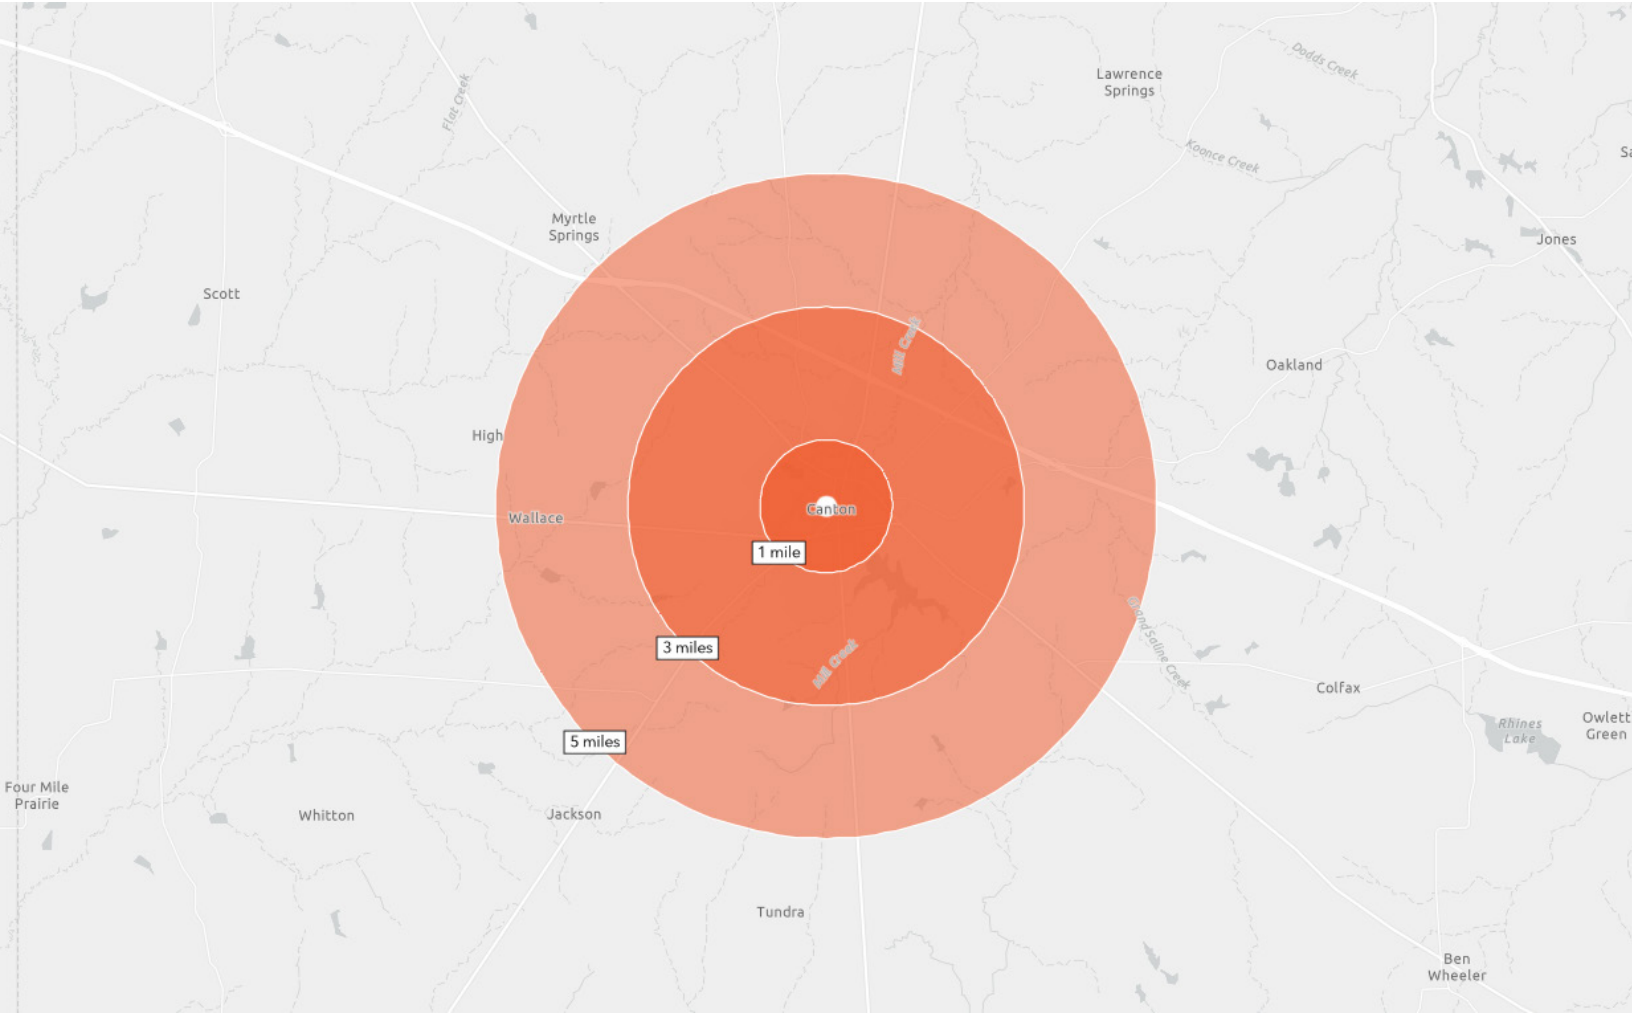 Dodds Creek
Lawrence
Springs
Flat Creek
Koonce Creek
Sa
Myrtle
Springs
Jones
Scott
Mill Creek
Oakland
High
Canton
Wallace
1 mile
3 miles
Mill Creek
Grand Saline Creek
Colfax
Owlett
Green
Rhines
Lake
5 miles
Four Mile
Prairie
Whitton
Jackson
Tundra
Ben
Wheeler